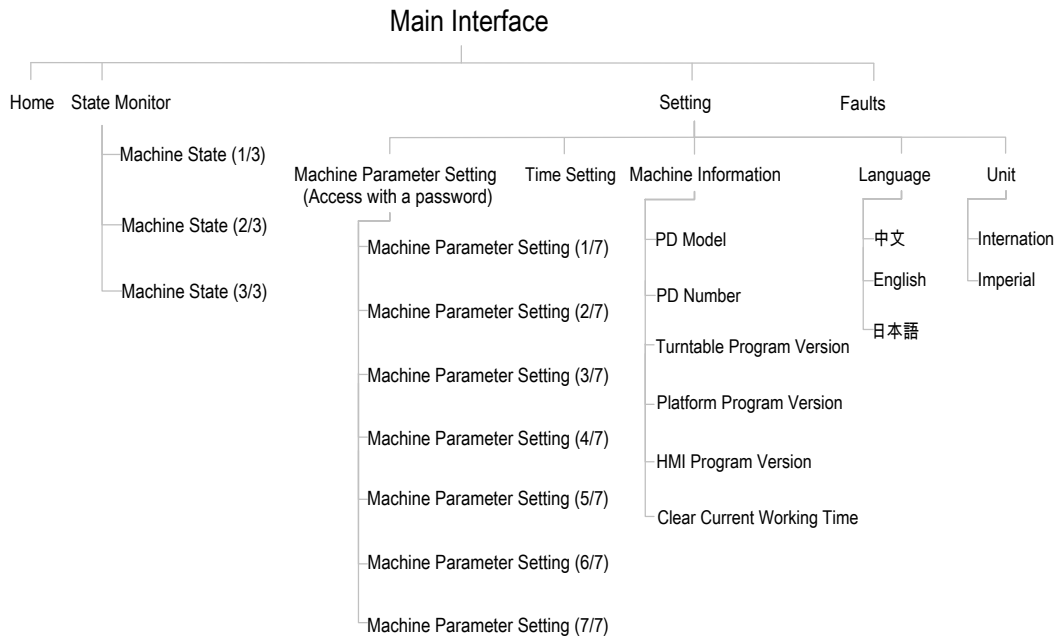 Main Interface
Home
State Monitor
Setting
Faults
Machine State (1/3)
Machine State (2/3)
Machine State (3/3)
Machine Parameter Setting
(Access with a password)
Machine Parameter Setting (1/7)
Machine Parameter Setting (2/7)
Machine Parameter Setting (3/7)
Machine Parameter Setting (4/7)
Machine Parameter Setting (5/7)
Machine Parameter Setting (6/7)
Machine Parameter Setting (7/7)
Time Setting
Machine Information
PD Model
PD Number
Turntable Program Version
Platform Program Version
HMI Program Version
Clear Current Working Time
Language
中文
English
日本語
Unit
Internation
Imperial